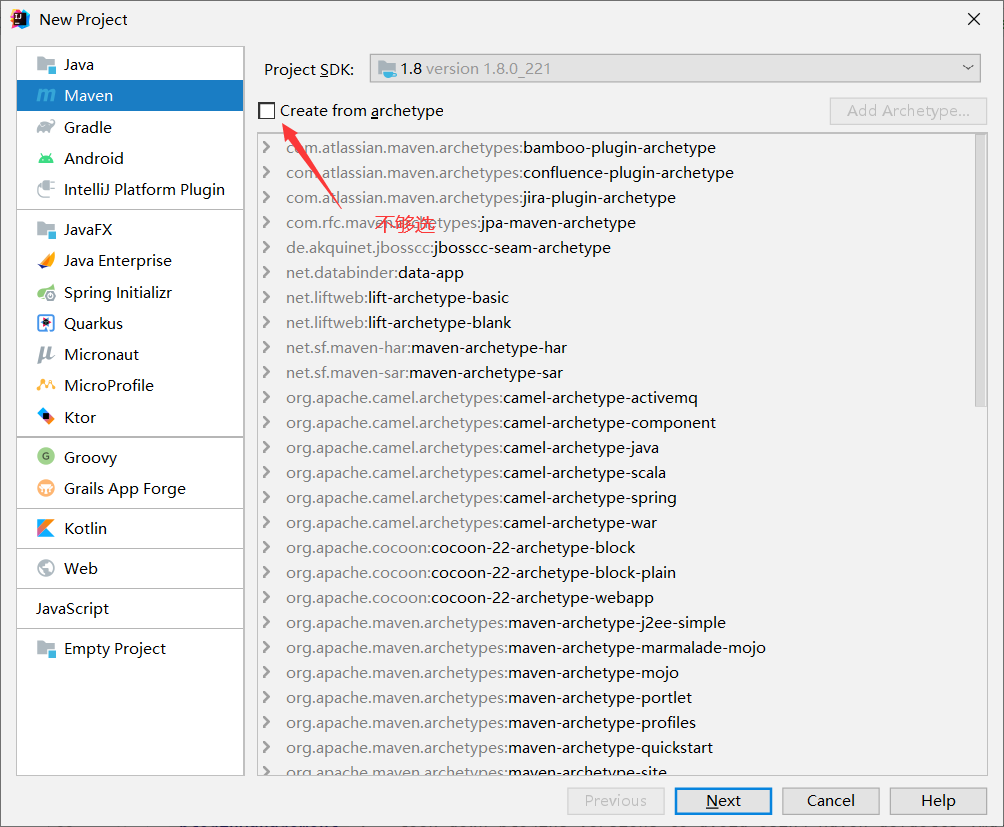 New Project
Java
Maven
Gradle
Android
IntelliJ Platform Plugin
JavaFX
Java Enterprise
Spring Initializr
Quarkus
Micronaut
MicroProfile
Ktor
Groovy
Grails App Forge
Kotlin
Web
JavaScript
Empty Project
Project SDK: 1.8 version 1.8.0_221
Create from archetype
Add Archetype...
com.atlassian.maven.archetypes:bamboo-plugin-archetype
com.atlassian.maven.archetypes:confluence-plugin-archetype
com.atlassian.maven.archetypes:jira-plugin-archetype
com.rfc.maven.archetypes:jpa-maven-archetype
不够选
de.akquinet.jbosscc:jbosscc-seam-archetype
net.databinder:data-app
net.liftweb:lift-archetype-basic
net.liftweb:lift-archetype-blank
net.sf.maven-har:maven-archetype-har
net.sf.maven-sar:maven-archetype-sar
org.apache.camel.archetypes:camel-archetype-activemq
org.apache.camel.archetypes:camel-archetype-component
org.apache.camel.archetypes:camel-archetype-java
org.apache.camel.archetypes:camel-archetype-scala
org.apache.camel.archetypes:camel-archetype-spring
org.apache.camel.archetypes:camel-archetype-war
org.apache.cocoon:cocoon-22-archetype-block
org.apache.cocoon:cocoon-22-archetype-block-plain
org.apache.cocoon:cocoon-22-archetype-webapp
org.apache.maven.archetypes:maven-archetype-j2ee-simple
org.apache.maven.archetypes:maven-archetype-marmalade-mojo
org.apache.maven.archetypes:maven-archetype-mojo
org.apache.maven.archetypes:maven-archetype-portlet
org.apache.maven.archetypes:maven-archetype-profiles
org.apache.maven.archetypes:maven-archetype-quickstart
org.apache.maven.archetypes:maven-archetype-site
Previous
Next
Cancel
Help